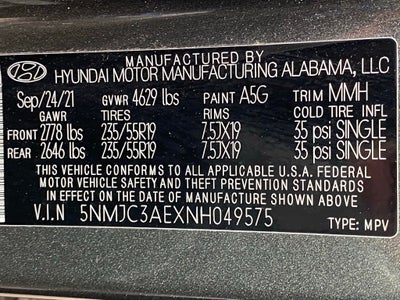 MANUFACTURED BY
HYUNDAI MOTOR MANUFACTURING ALABAMA, LLC
Sep/24/21 GVWR 4629 lbs PAINT A5G TRIM MMH
GAWR TIRES RIMS COLD TIRE INFL
FRONT 2778 lbs 235/55R19 7.5JX19 35 psi SINGLE
REAR 2646 lbs 235/55R19 7.5JX19 35 psi SINGLE
THIS VEHICLE CONFORMS TO ALL APPLICABLE U.S.A. FEDERAL
MOTOR VEHICLE SAFETY, AND THEFT PREVENTION STANDARDS
IN EFFECT ON THE DATE OF MANUFACTURE SHOWN ABOVE.
V.I.N 5NMJC3AEXNH049575 TYPE: MPV